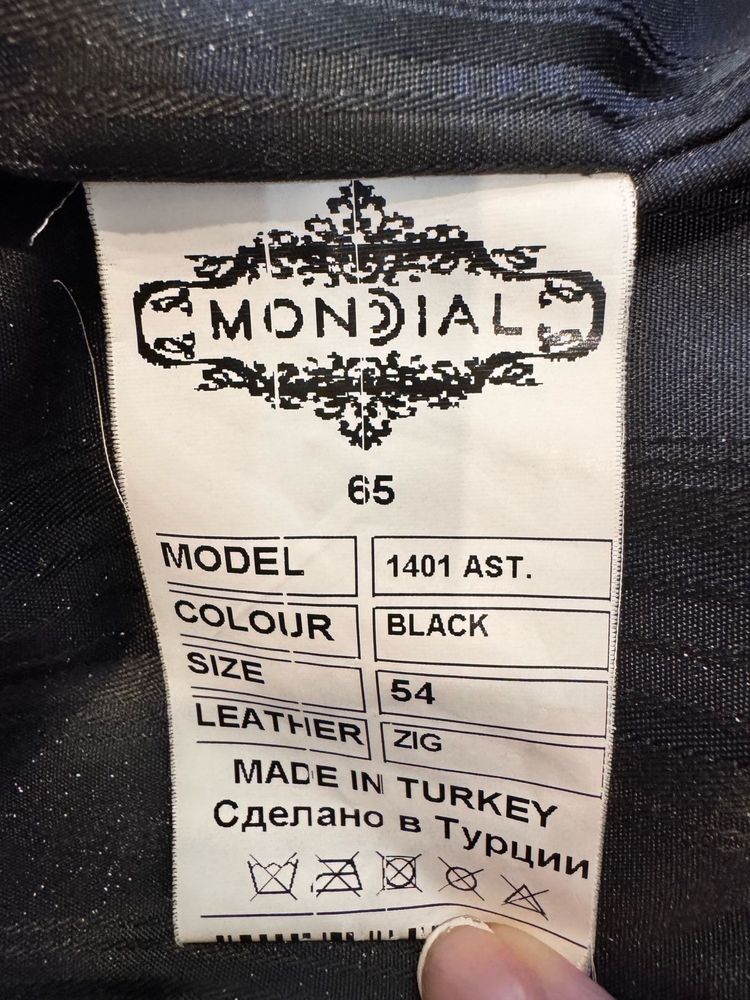 MONDIAL
65
MODEL 1401 AST.
COLOUR BLACK
SIZE 54
LEATHER ZIG
MADE IN TURKEY
Сделано в Турции